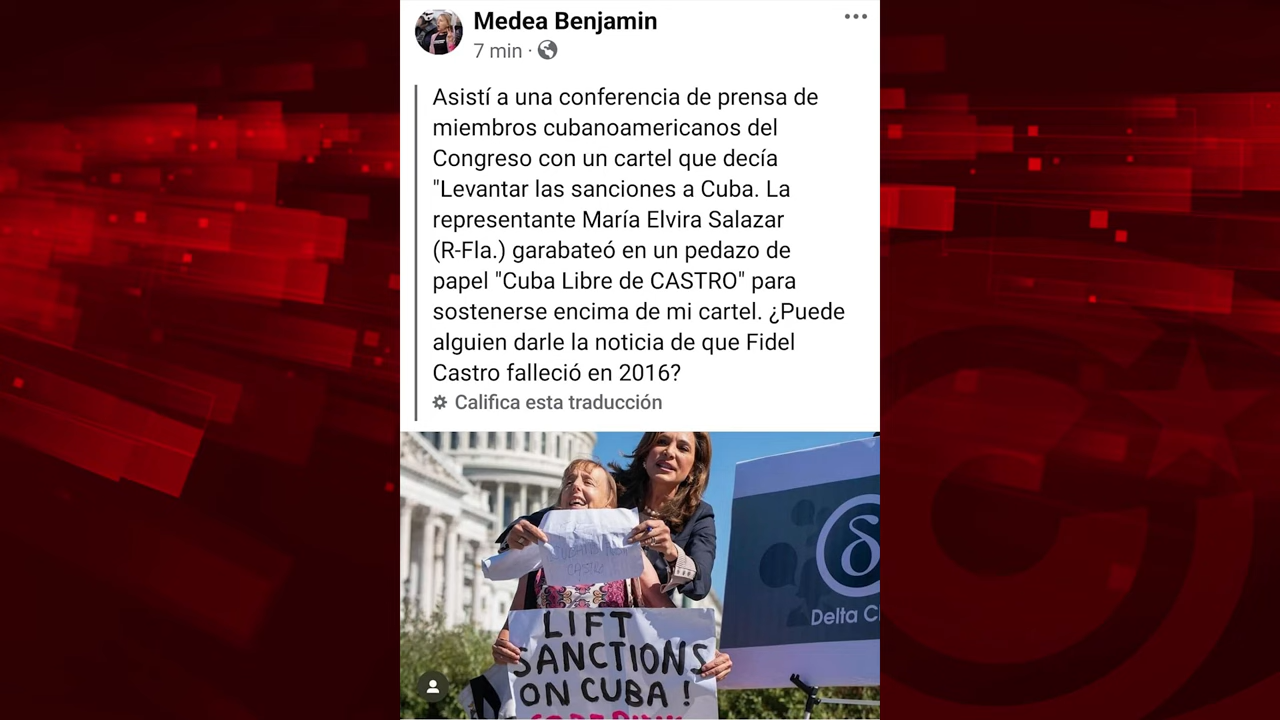 Medea Benjamin
7 min ·
Asistí a una conferencia de prensa de
miembros cubanoamericanos del
Congreso con un cartel que decía
"Levantar las sanciones a Cuba. La
representante María Elvira Salazar
(R-Fla.) garabateó en un pedazo de
papel "Cuba Libre de CASTRO" para
sostenerse encima de mi cartel. ¿Puede
alguien darle la noticia de que Fidel
Castro falleció en 2016?
Califica esta traducción
CASTRO
LIFT
SANCTIONS
ON CUBA!
δ
Delta C